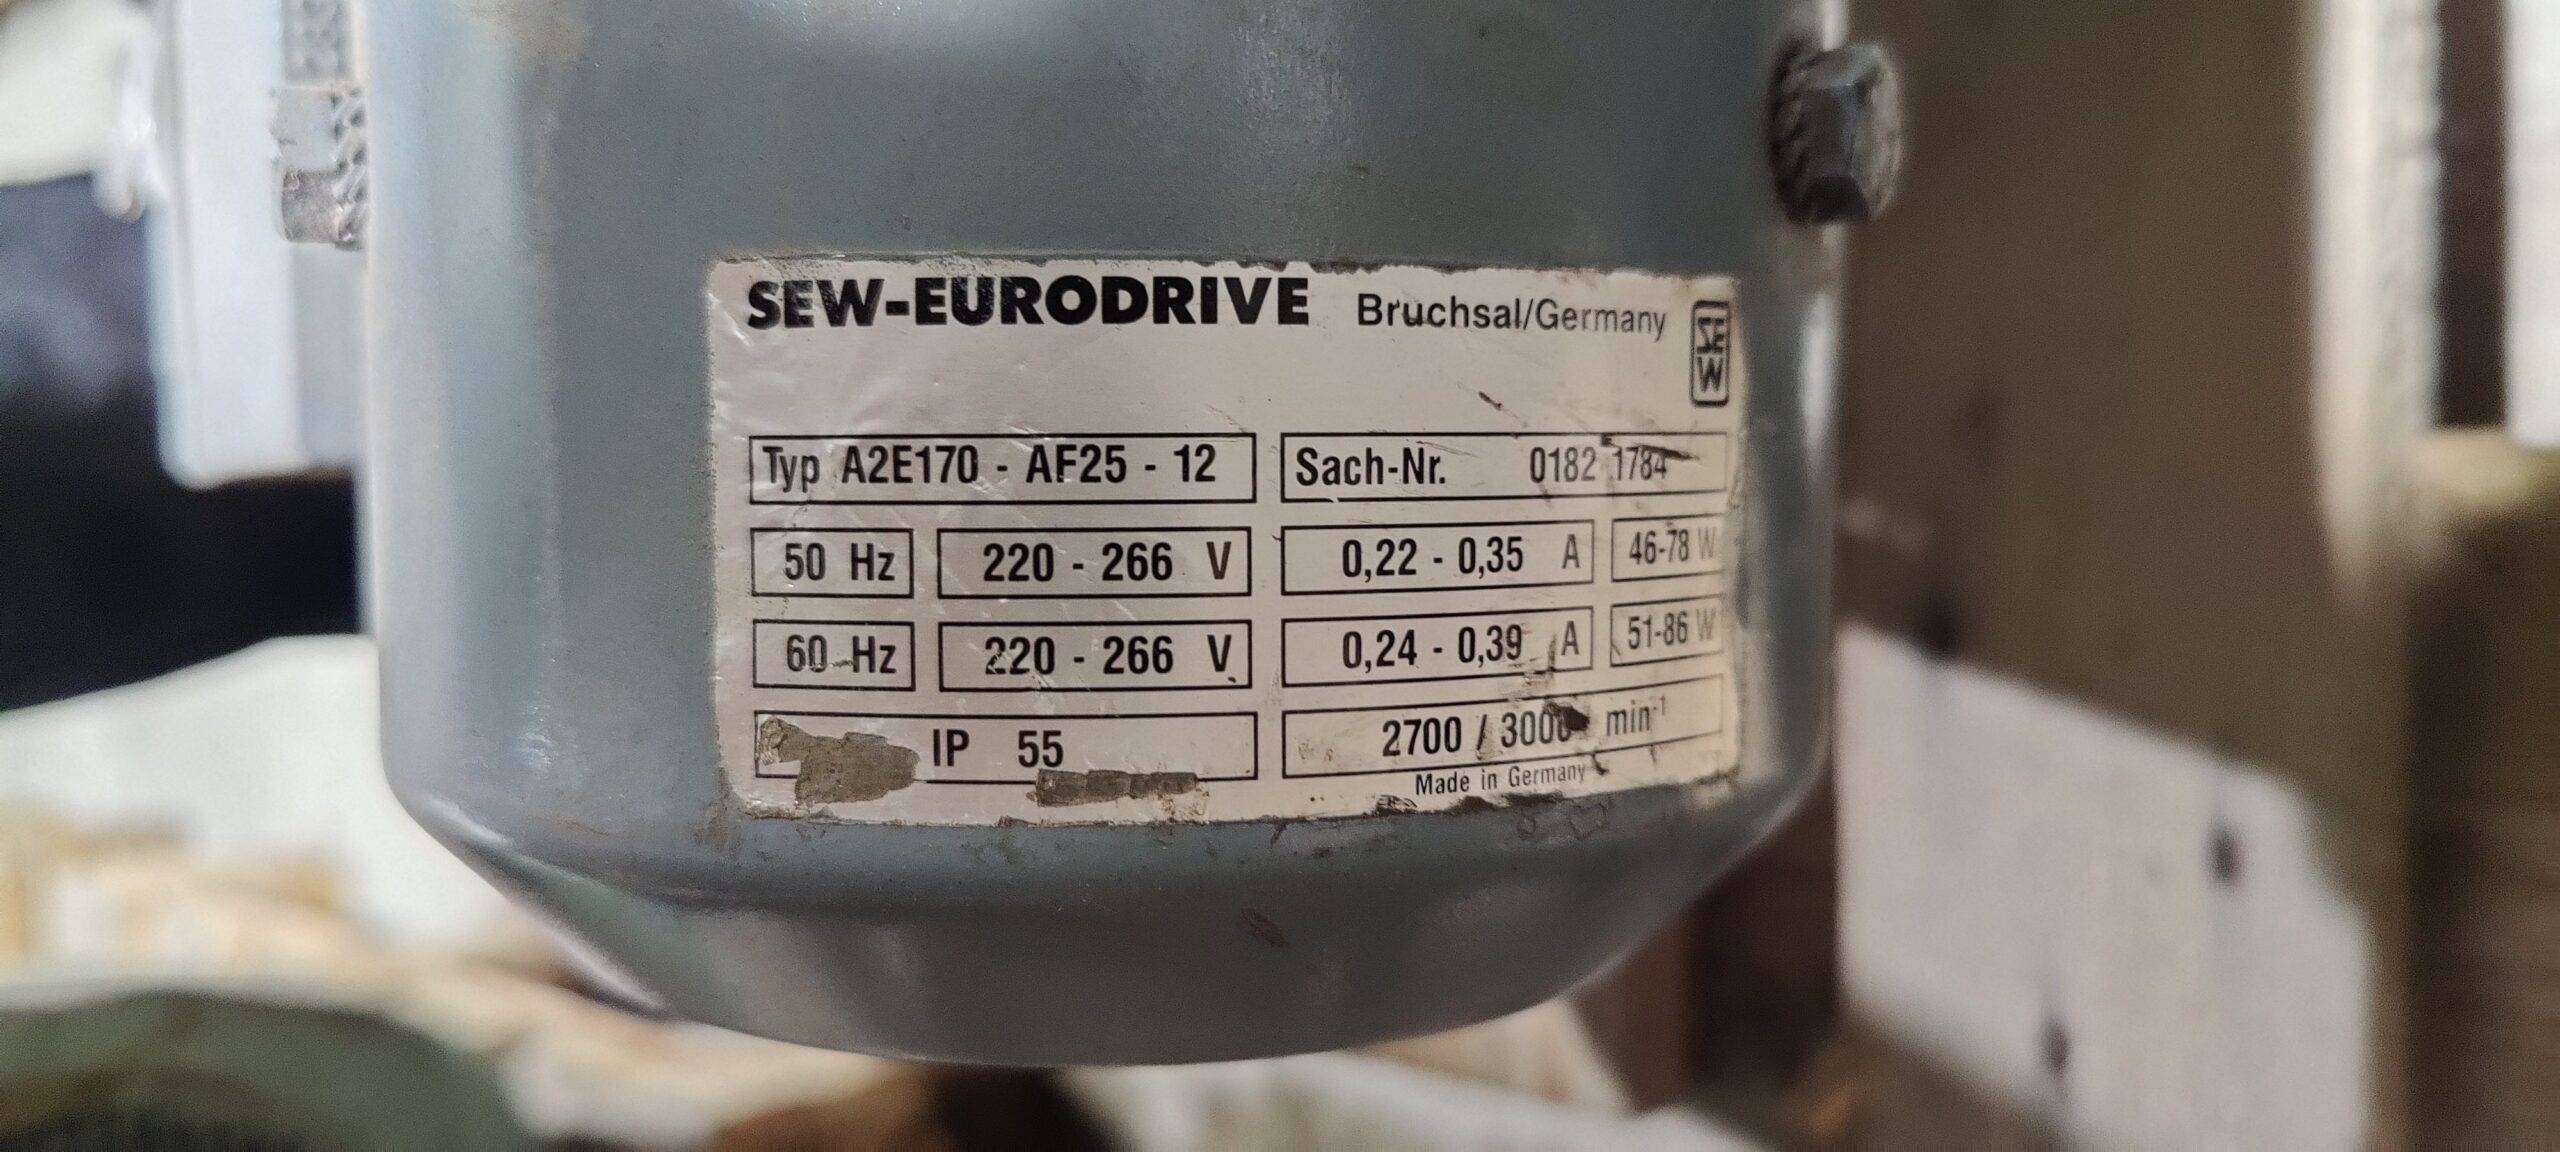 SEW-EURODRIVE Bruchsal/Germany
SEW
Typ A2E170 - AF25 - 12 Sach-Nr. 0182 1784
50 Hz 220 - 266 V 0,22 - 0,35 A 46-78 W
60 Hz 220 - 266 V 0,24 - 0,39 A 51-86 W
IP 55 2700 / 3000 min-1
Made in Germany